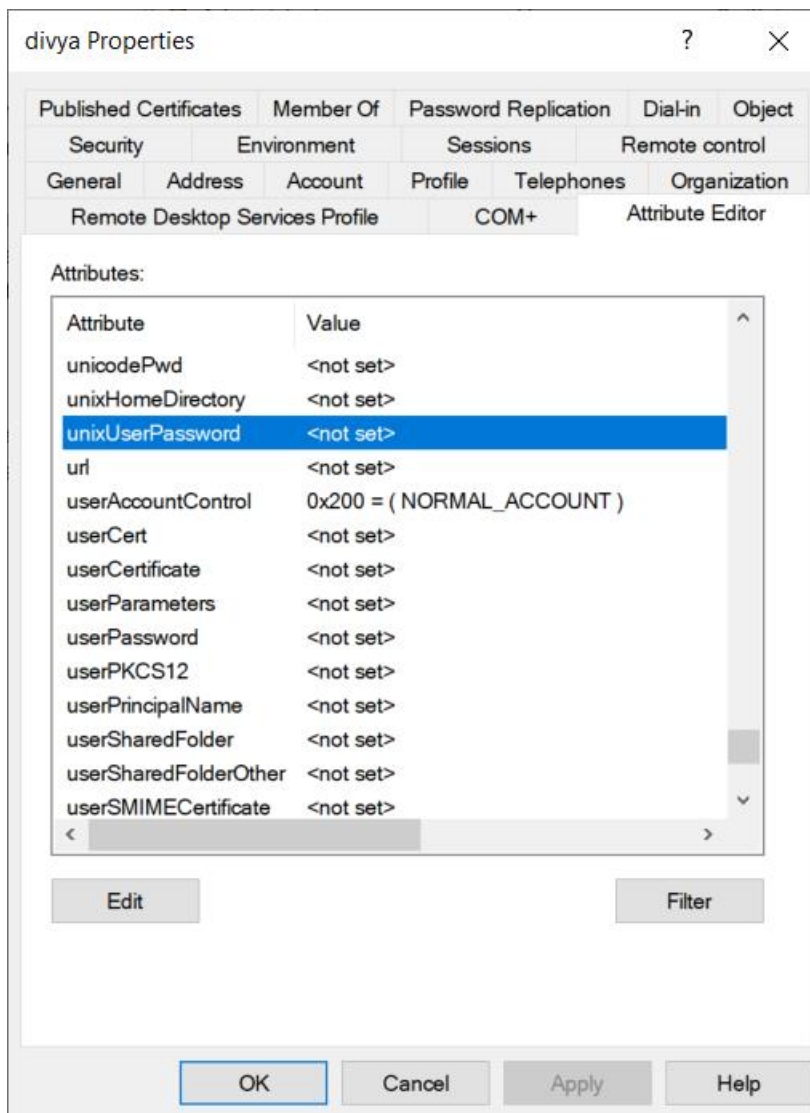 divya Properties ?
Published Certificates Member Of Password Replication Dial-in Object
Security Environment Sessions Remote control
General Address Account Profile Telephones Organization
Remote Desktop Services Profile COM+ Attribute Editor
Attributes:
Attribute Value
unicodePwd <not set>
unixHomeDirectory <not set>
unixUserPassword <not set>
url <not set>
userAccountControl 0x200 = ( NORMAL_ACCOUNT )
userCert <not set>
userCertificate <not set>
userParameters <not set>
userPassword <not set>
userPKCS12 <not set>
userPrincipalName <not set>
userSharedFolder <not set>
userSharedFolderOther <not set>
userSMIMECertificate <not set>
Edit Filter
OK Cancel Apply Help